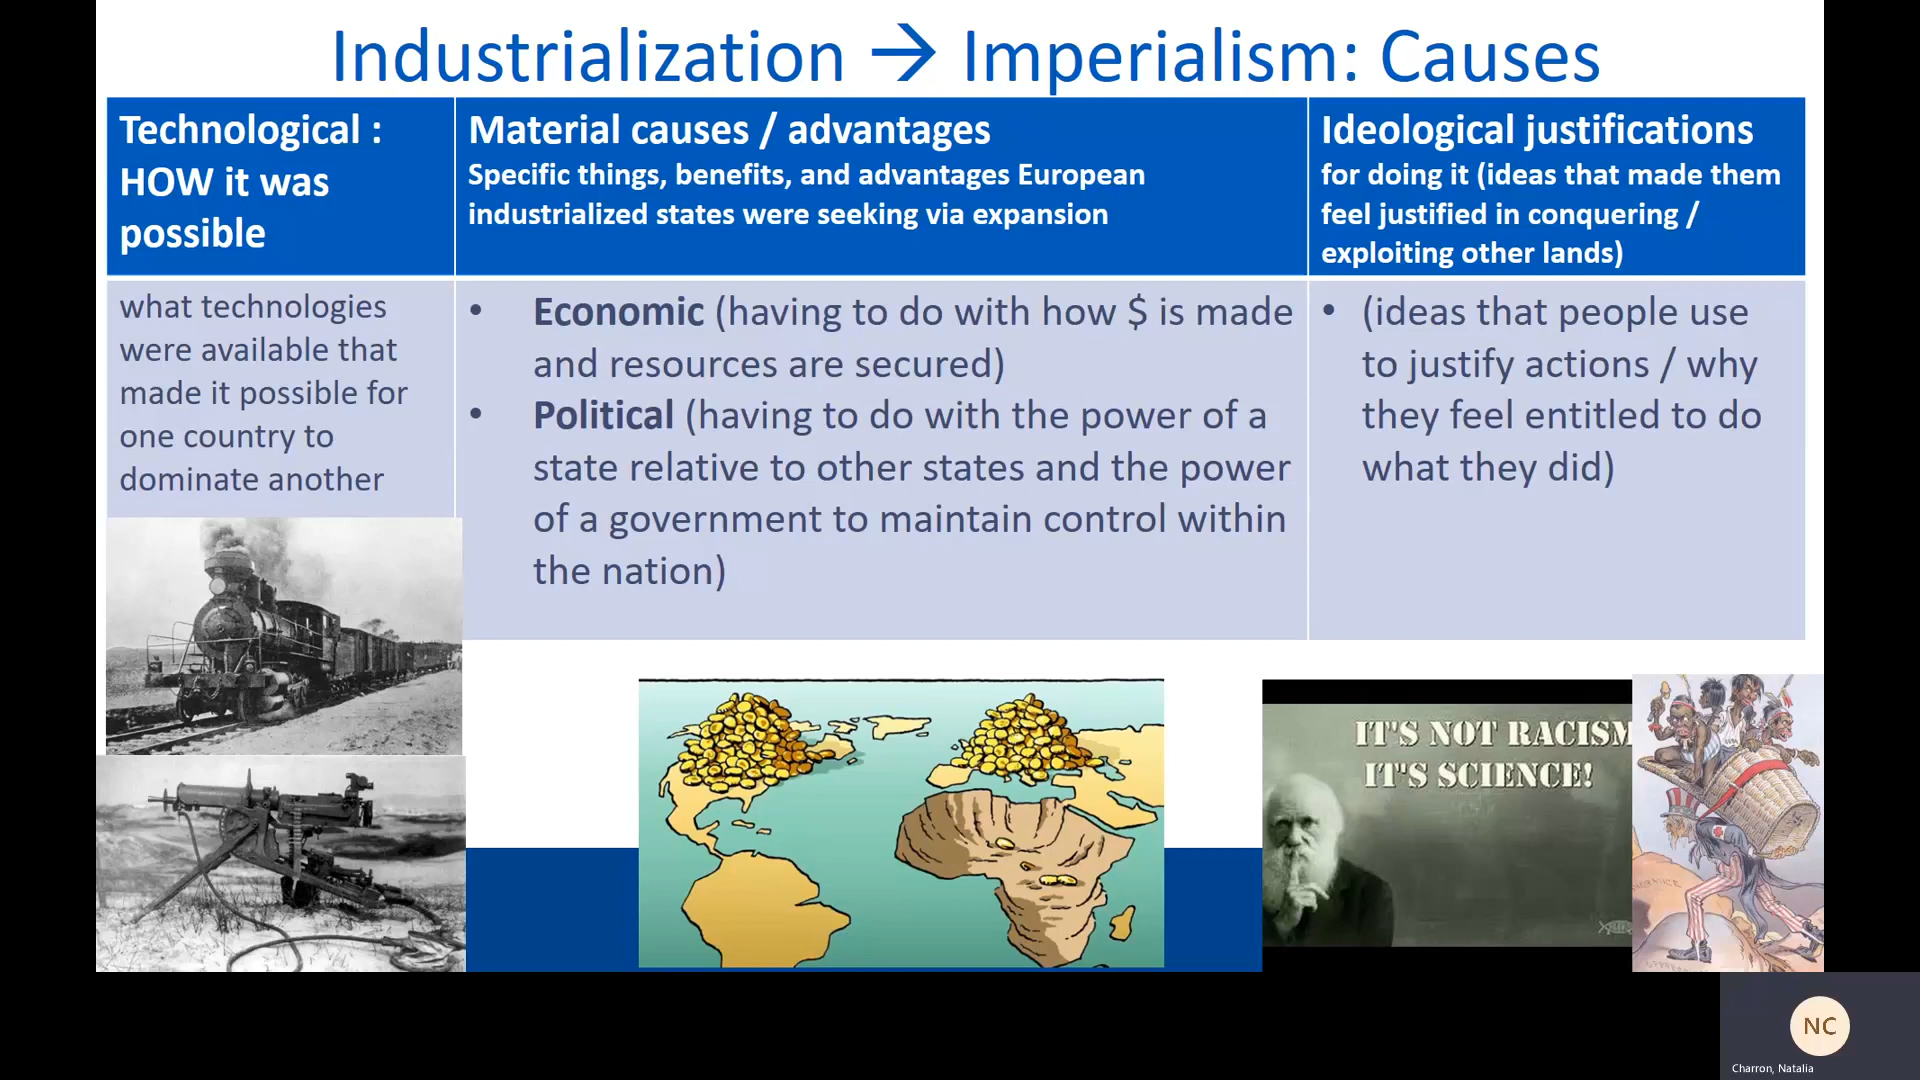 Industrialization → Imperialism: Causes
Technological :
HOW it was
possible
Material causes / advantages
Specific things, benefits, and advantages European
industrialized states were seeking via expansion
Ideological justifications
for doing it (ideas that made them
feel justified in conquering /
exploiting other lands)
what technologies
were available that
made it possible for
one country to
dominate another
• Economic (having to do with how $ is made
and resources are secured)
• Political (having to do with the power of a
state relative to other states and the power
of a government to maintain control within
the nation)
• (ideas that people use
to justify actions / why
they feel entitled to do
what they did)
IT'S NOT RACISM
IT'S SCIENCE!
NC
Charron, Natalia